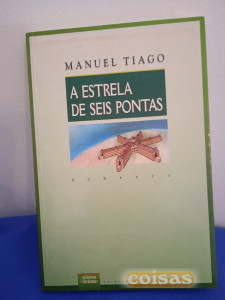 MANUEL TIAGO
A ESTRELA
DE SEIS PONTAS
ROMANCE
coisas